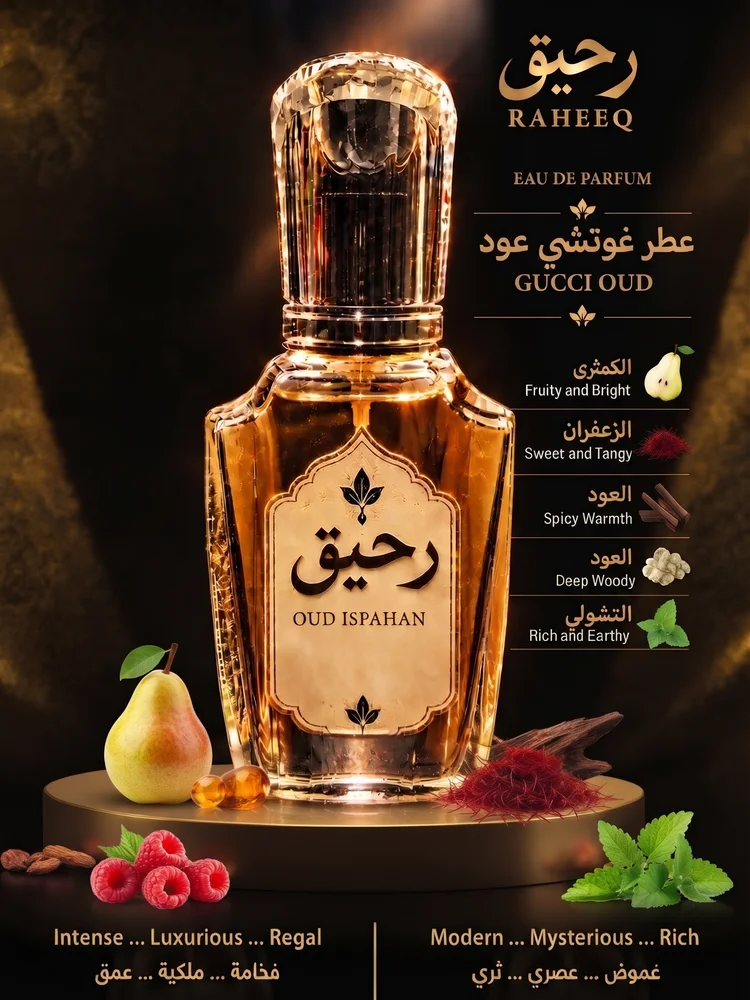 رحيق
RAHEEQ
EAU DE PARFUM
عطر غوتشي عود
GUCCI OUD
الكمثرى
Fruity and Bright
الزعفران
Sweet and Tangy
العود
Spicy Warmth
العود
Deep Woody
التشولي
Rich and Earthy
رحيق
OUD ISPAHAN
Intense ... Luxurious ... Regal
فخامة ... ملكية ... عمق
Modern ... Mysterious ... Rich
غموض ... عصري ... ثري